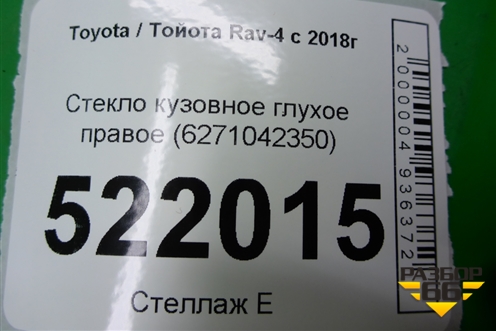 Toyota / Тойота Rav-4 с 2018г
Стекло кузовное глухое
правое (6271042350)
522015
Стеллаж Е
2000004936372
РАЗБОР
66